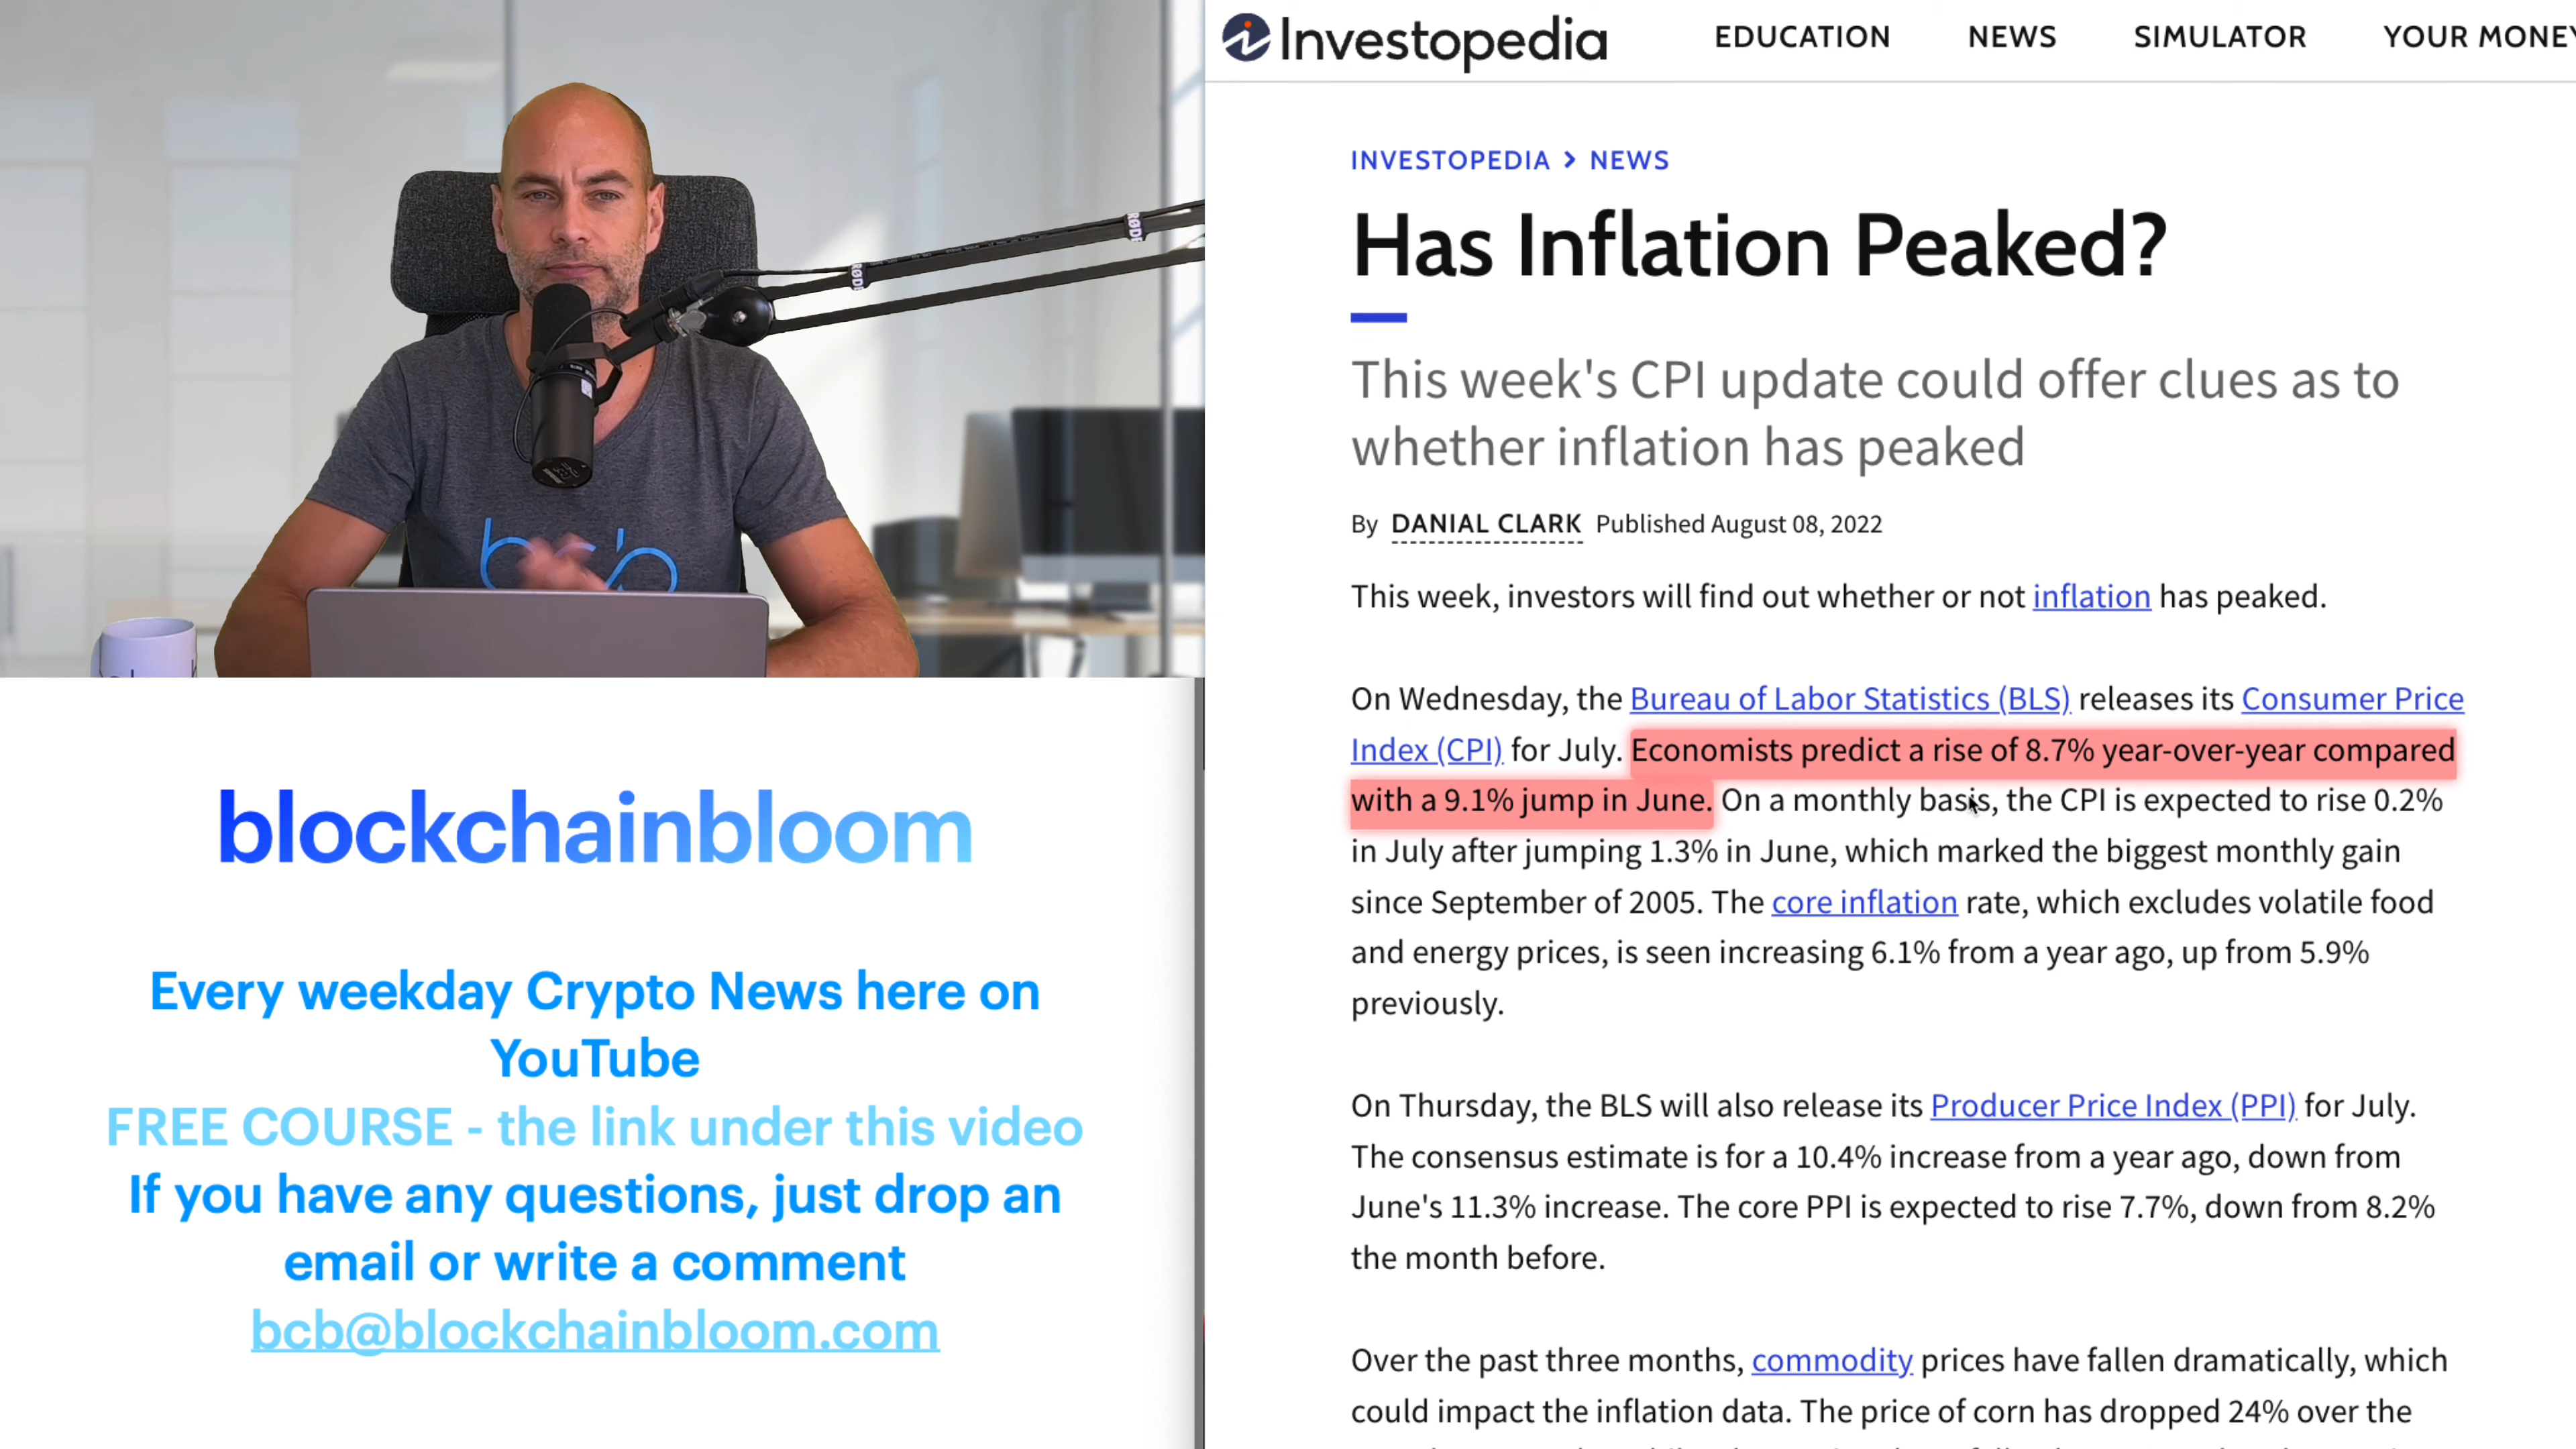 RØDE
RØDE
bcb
blockchainbloom
Every weekday Crypto News here on
YouTube
FREE COURSE - the link under this video
If you have any questions, just drop an
email or write a comment
bcb@blockchainbloom.com
Investopedia
EDUCATION NEWS SIMULATOR YOUR MONEY
INVESTOPEDIA > NEWS
Has Inflation Peaked?
This week's CPI update could offer clues as to
whether inflation has peaked
By DANIAL CLARK Published August 08, 2022
This week, investors will find out whether or not inflation has peaked.
On Wednesday, the Bureau of Labor Statistics (BLS) releases its Consumer Price
Index (CPI) for July. Economists predict a rise of 8.7% year-over-year compared
with a 9.1% jump in June. On a monthly basis, the CPI is expected to rise 0.2%
in July after jumping 1.3% in June, which marked the biggest monthly gain
since September of 2005. The core inflation rate, which excludes volatile food
and energy prices, is seen increasing 6.1% from a year ago, up from 5.9%
previously.
On Thursday, the BLS will also release its Producer Price Index (PPI) for July.
The consensus estimate is for a 10.4% increase from a year ago, down from
June's 11.3% increase. The core PPI is expected to rise 7.7%, down from 8.2%
the month before.
Over the past three months, commodity prices have fallen dramatically, which
could impact the inflation data. The price of corn has dropped 24% over the